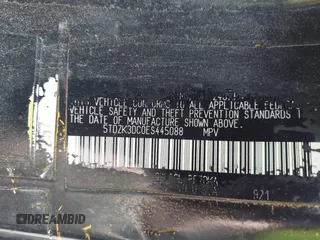 CONFORMS TO ALL APPLICABLE FEDERAL
VEHICLE SAFETY AND THEFT PREVENTION STANDARDS I
THE DATE OF MANUFACTURE SHOWN ABOVE.
5TDZK3DC0ES445088 MPV
921
DREAMBID